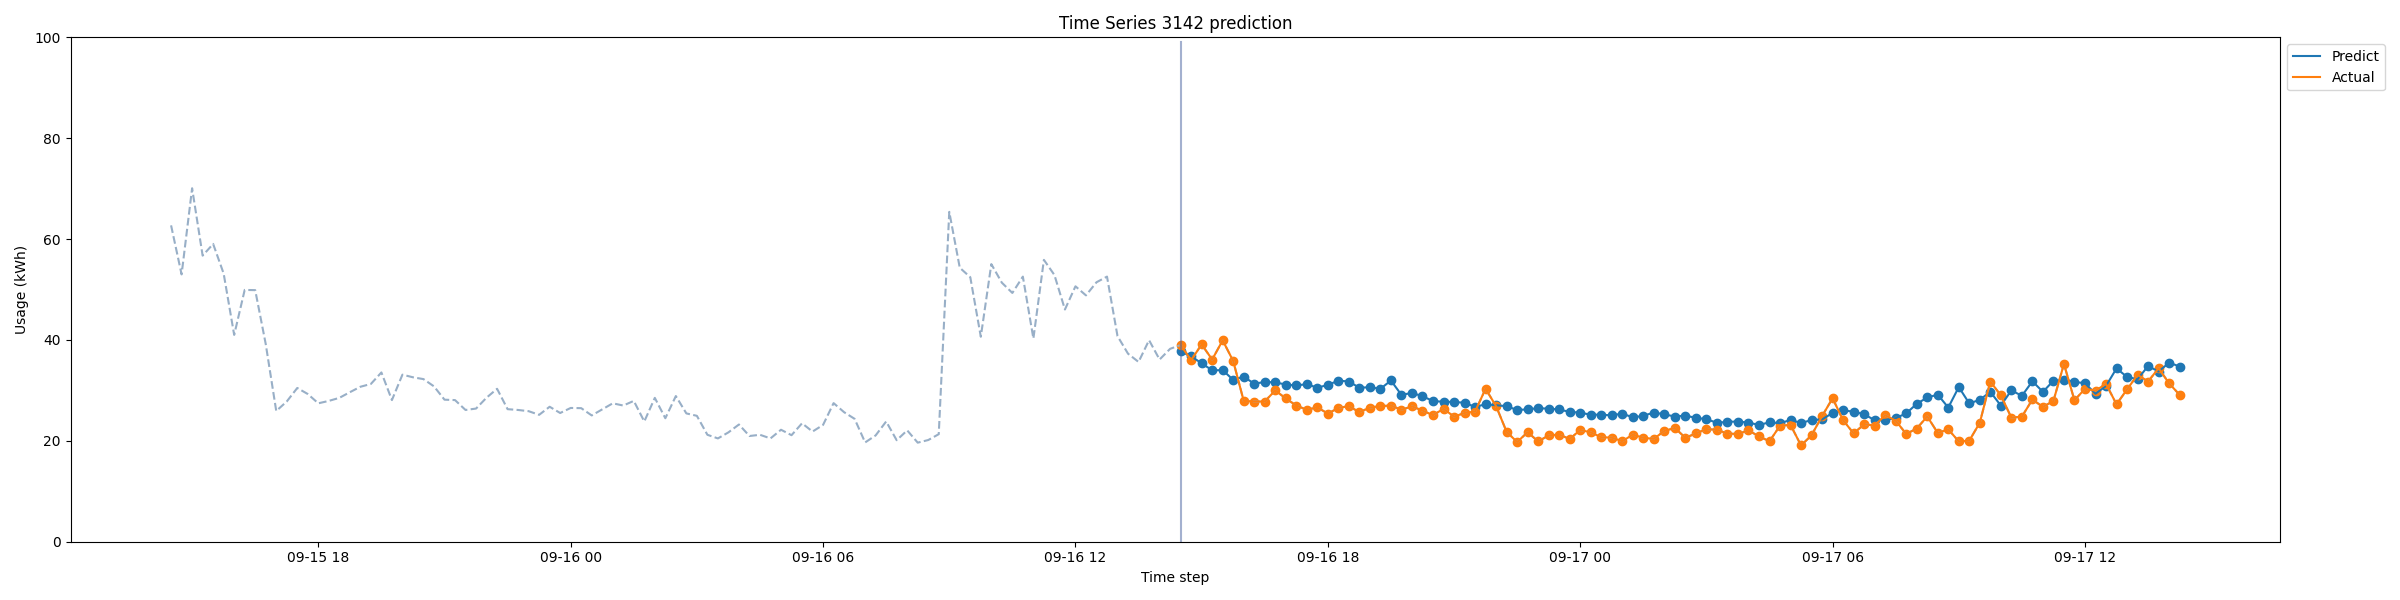 Time Series 3142 prediction
100
80
60
40
20
0
Usage (kWh)
09-15 18
09-16 00
09-16 06
09-16 12
09-16 18
09-17 00
09-17 06
09-17 12
Time step
Predict
Actual